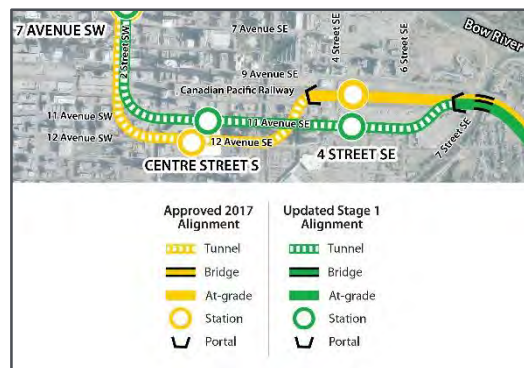 7 AVENUE SW
2 Street SW
7 Avenue SE
4 Street SE
6 Street SE
Bow River
9 Avenue SE
Canadian Pacific Railway
11 Avenue SW
11 Avenue SE
12 Avenue SW
12 Avenue SE
CENTRE STREET S
4 STREET SE
7 Street SE
Approved 2017
Alignment
Tunnel
Bridge
At-grade
Station
Portal
Updated Stage 1
Alignment
Tunnel
Bridge
At-grade
Station
Portal